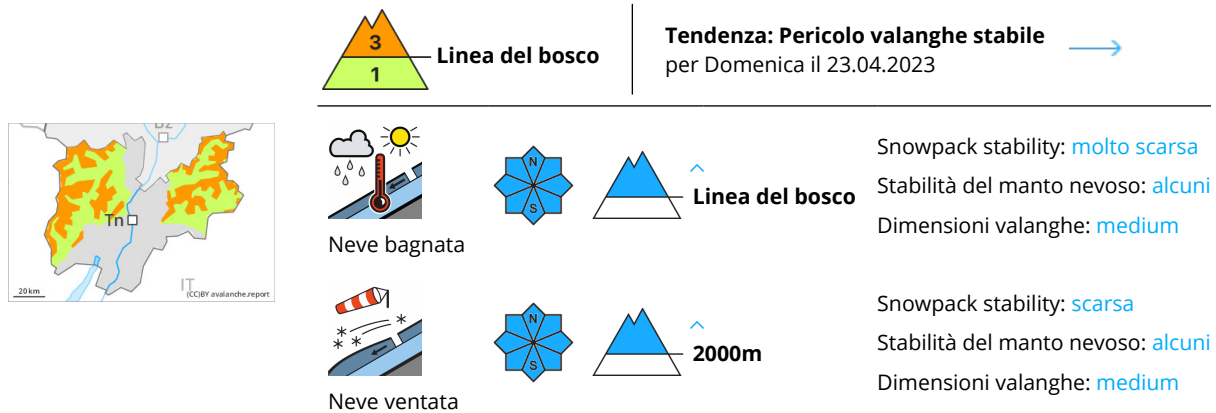 3
1
Linea del bosco
Tendenza: Pericolo valanghe stabile
per Domenica il 23.04.2023
BZ
Tn
IT
20 km
(CC)BY avalanche.report
N
S
Linea del bosco
Neve bagnata
Snowpack stability: molto scarsa
Stabilità del manto nevoso: alcuni
Dimensioni valanghe: medium
N
S
2000m
Neve ventata
Snowpack stability: scarsa
Stabilità del manto nevoso: alcuni
Dimensioni valanghe: medium